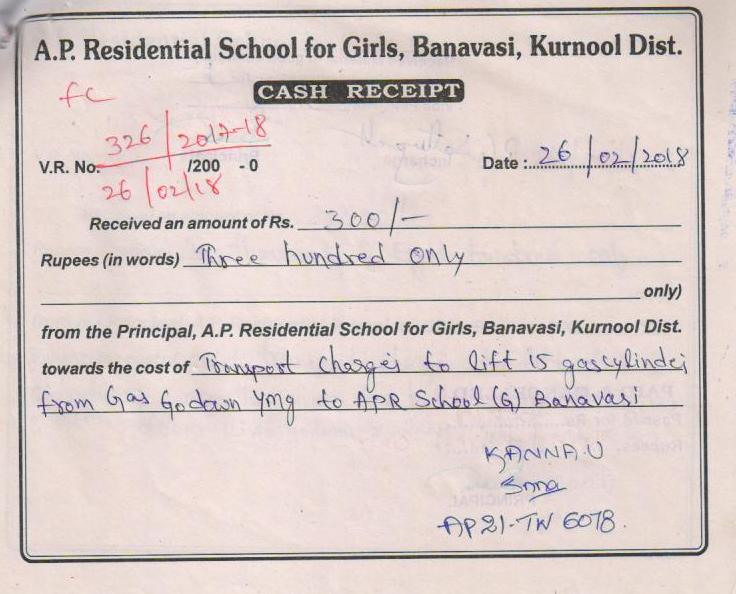 A.P. Residential School for Girls, Banavasi, Kurnool Dist.
CASH RECEIPT
fc
326 / 2017-18
V.R. No. /200 - 0
26/02/18
Date :. 26/02/2018
Received an amount of Rs. 300/-
Rupees (in words) Three hundred only
only)
from the Principal, A.P. Residential School for Girls, Banavasi, Kurnool Dist.
towards the cost of Transport charges to lift 15 gascylinder
from Gas Godown Ymg to APR School (G) Banavasi
KANNA.U
AP21-TW 6078.